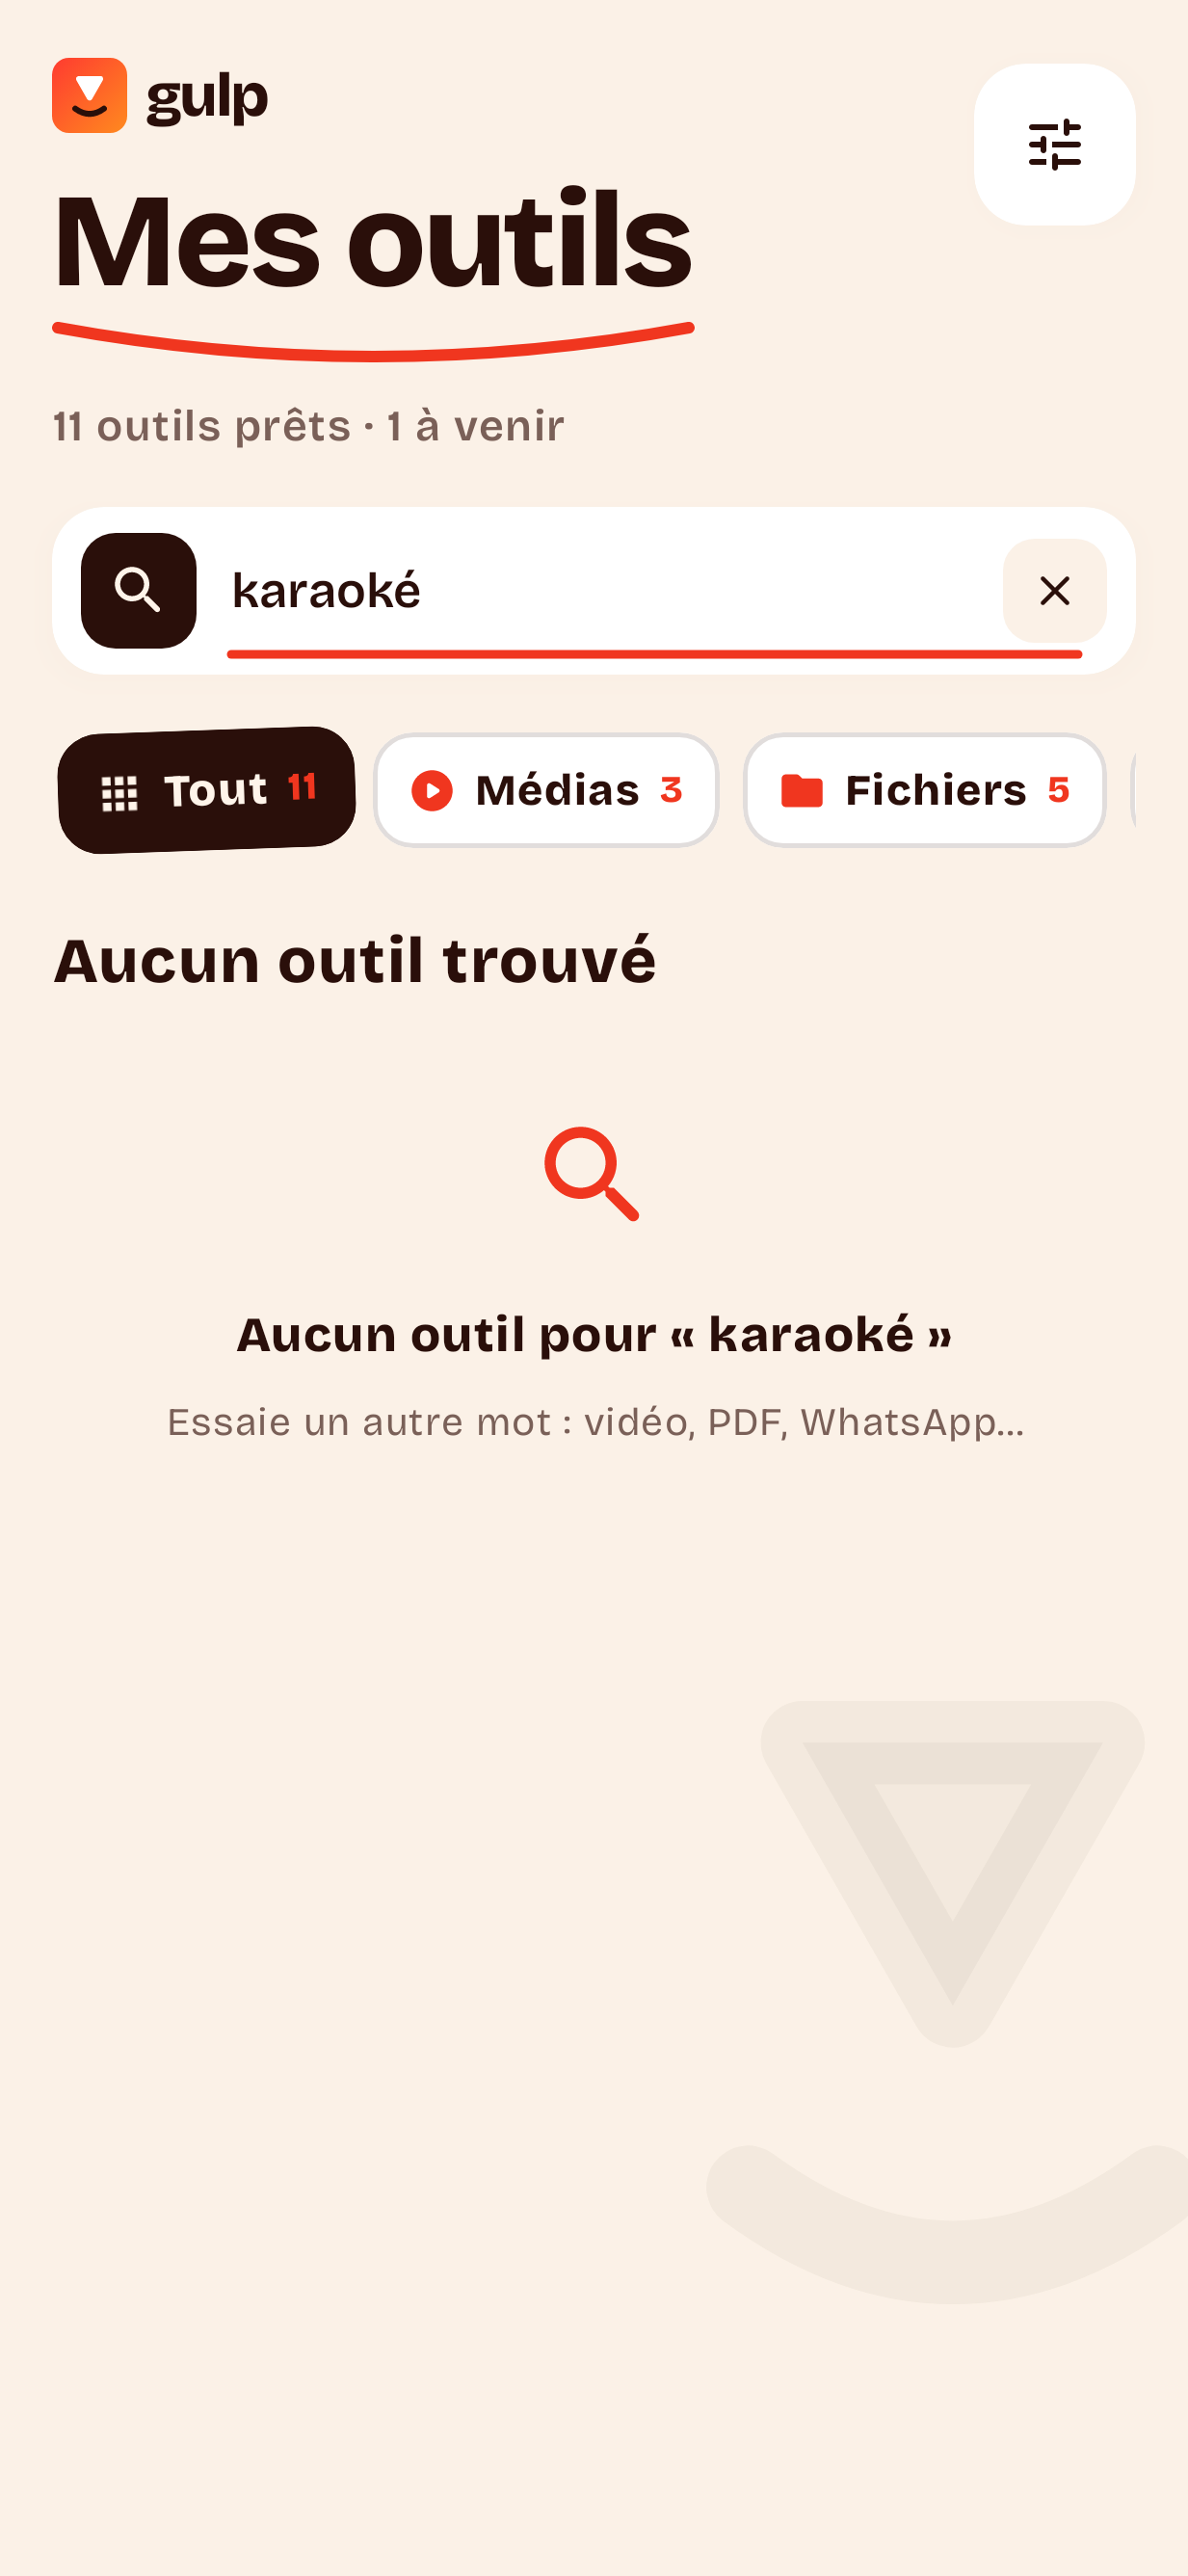 gulp
Mes outils
11 outils prêts · 1 à venir
karaoké
Tout 11 Médias 3 Fichiers 5
Aucun outil trouvé
Aucun outil pour « karaoké »
Essaie un autre mot : vidéo, PDF, WhatsApp...